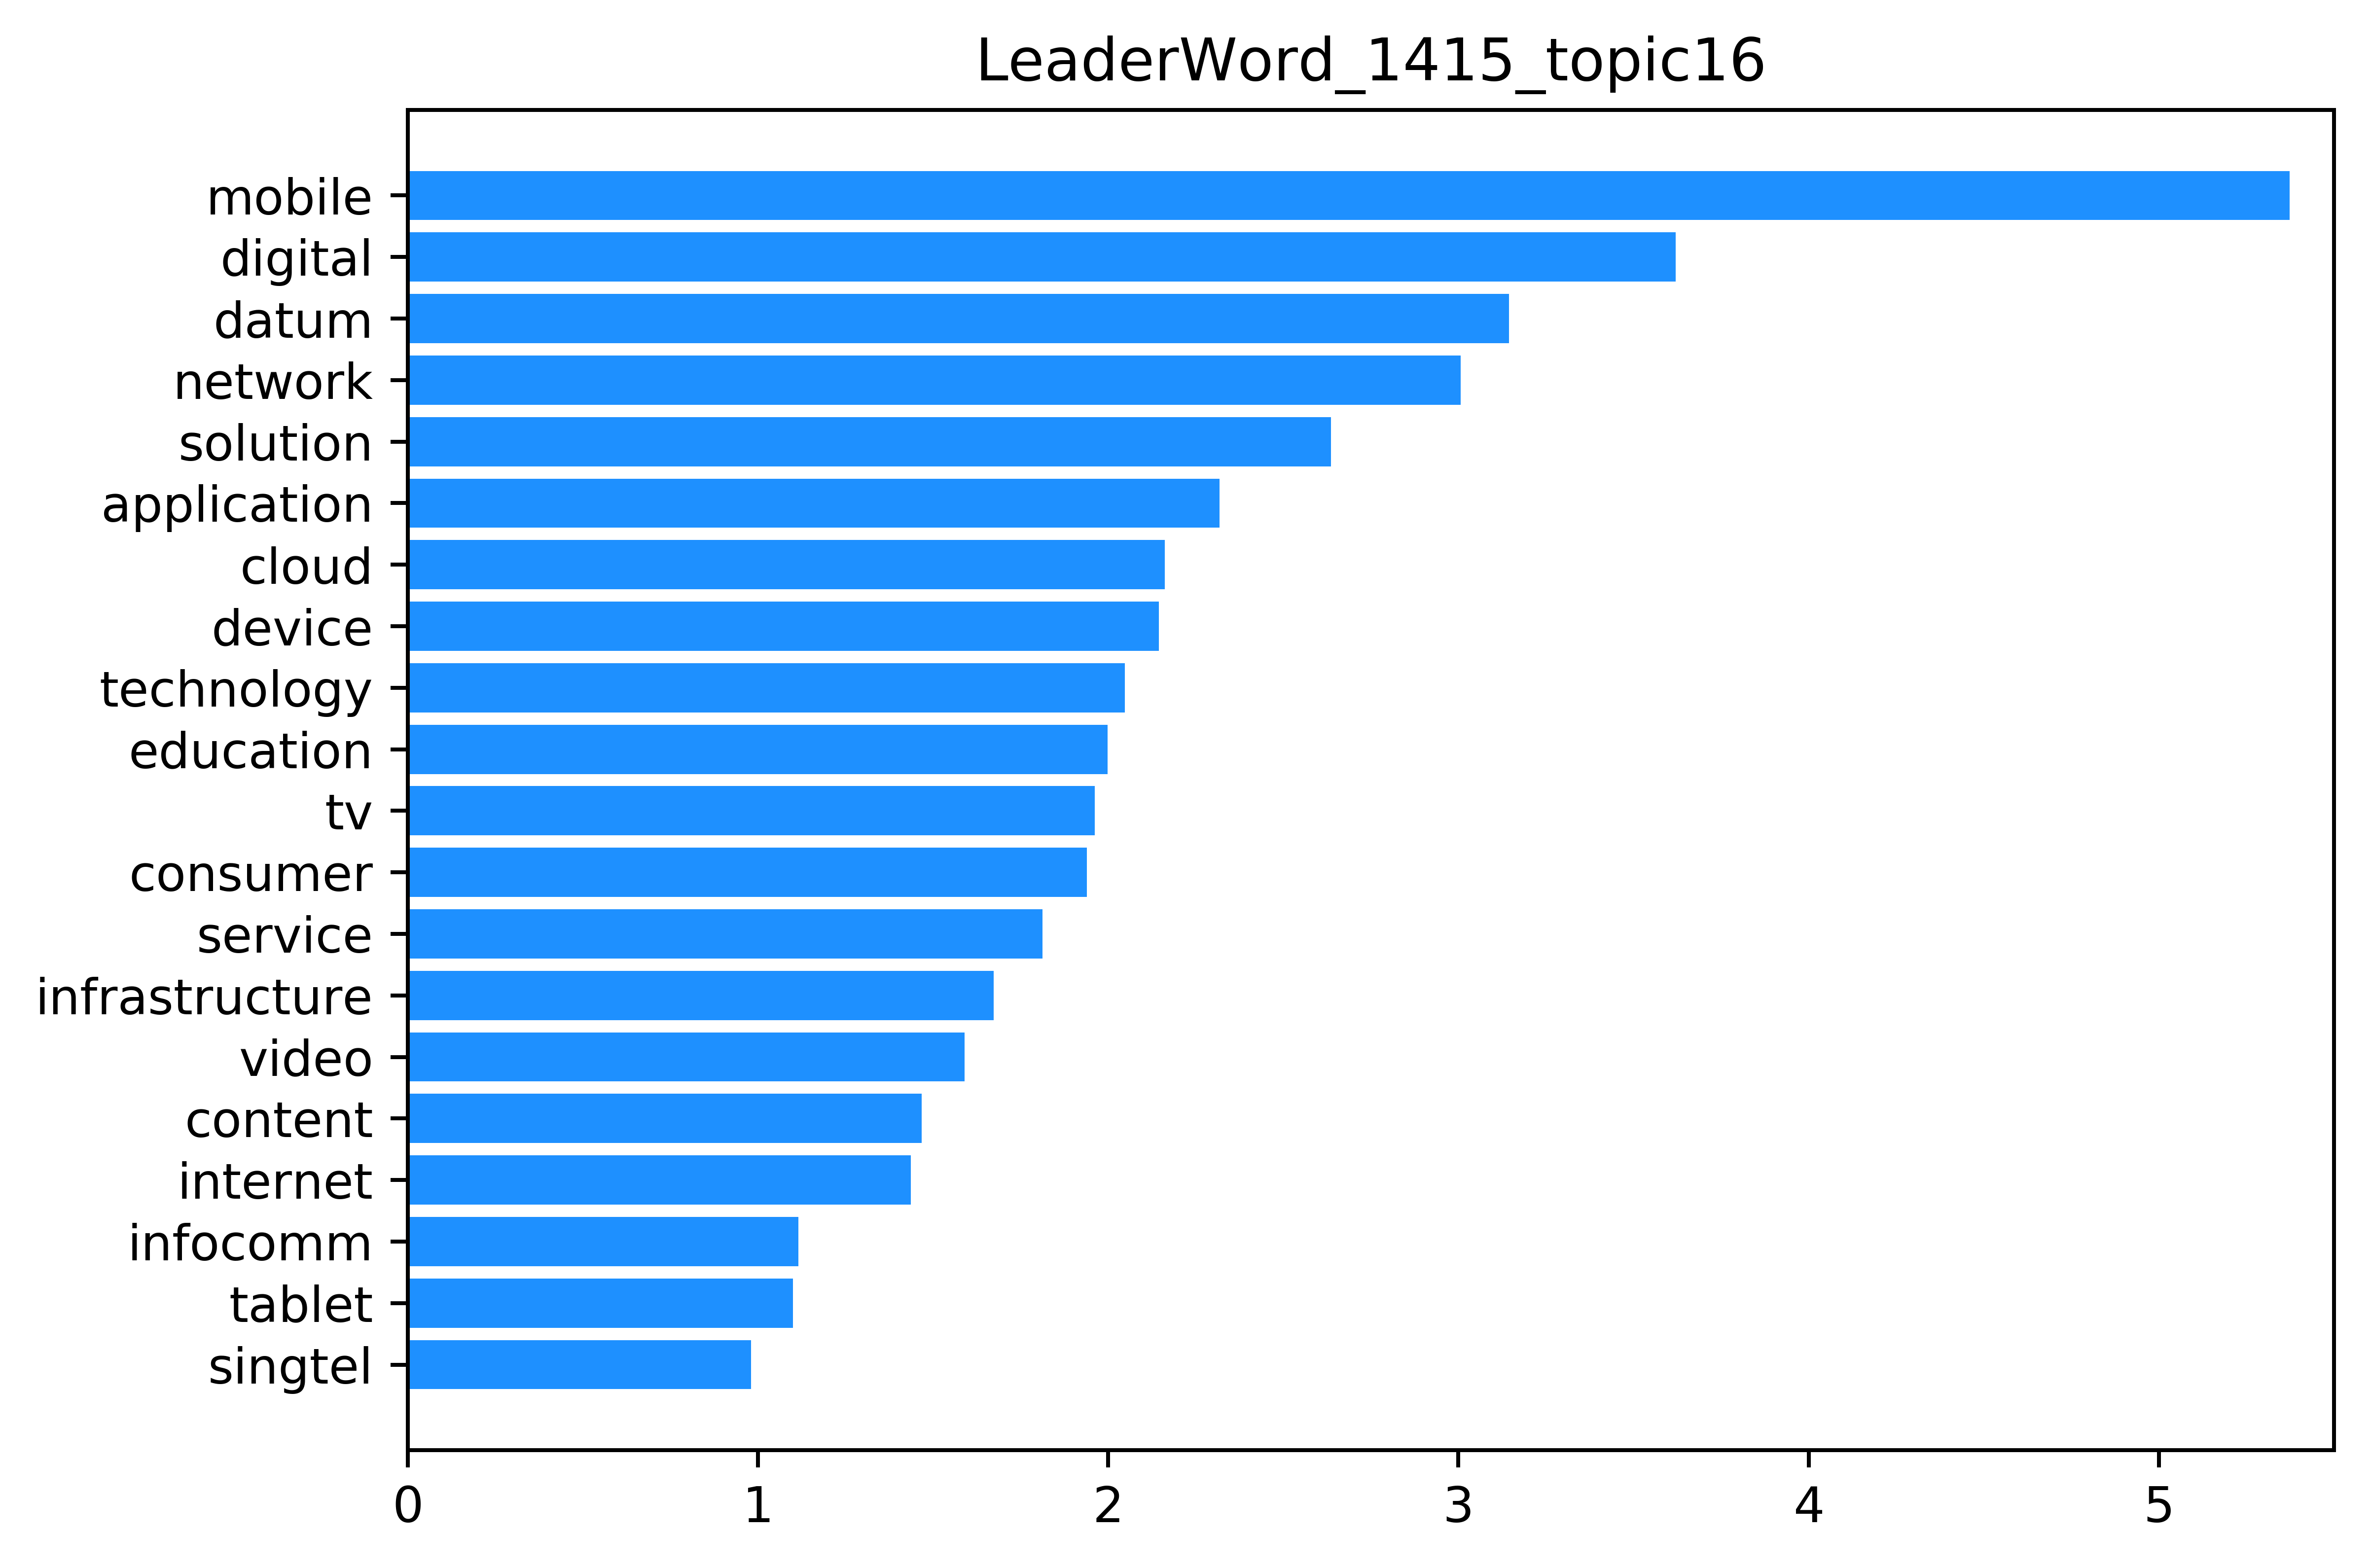 LeaderWord_1415_topic16
mobile
digital
datum
network
solution
application
cloud
device
technology
education
tv
consumer
service
infrastructure
video
content
internet
infocomm
tablet
singtel
0 1 2 3 4 5